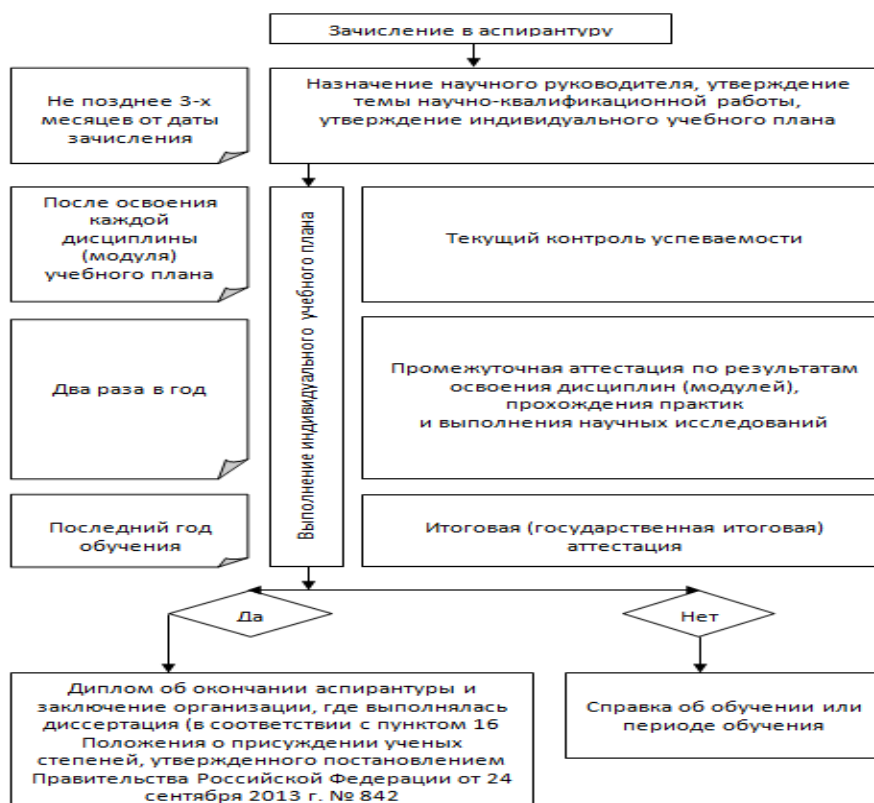 Зачисление в аспирантуру
Не позднее 3-х
месяцев от даты
зачисления
Назначение научного руководителя, утверждение
темы научно-квалификационной работы,
утверждение индивидуального учебного плана
После освоения
каждой
дисциплины
(модуля)
учебного плана
Выполнение индивидуального учебного плана
Текущий контроль успеваемости
Два раза в год
Промежуточная аттестация по результатам
освоения дисциплин (модулей),
прохождения практик
и выполнения научных исследований
Последний год
обучения
Итоговая (государственная итоговая)
аттестация
Да
Нет
Диплом об окончании аспирантуры и
заключение организации, где выполнялась
диссертация (в соответствии с пунктом 16
Положения о присуждении ученых
степеней, утвержденного постановлением
Правительства Российской Федерации от 24
сентября 2013 г. № 842
Справка об обучении или
периоде обучения